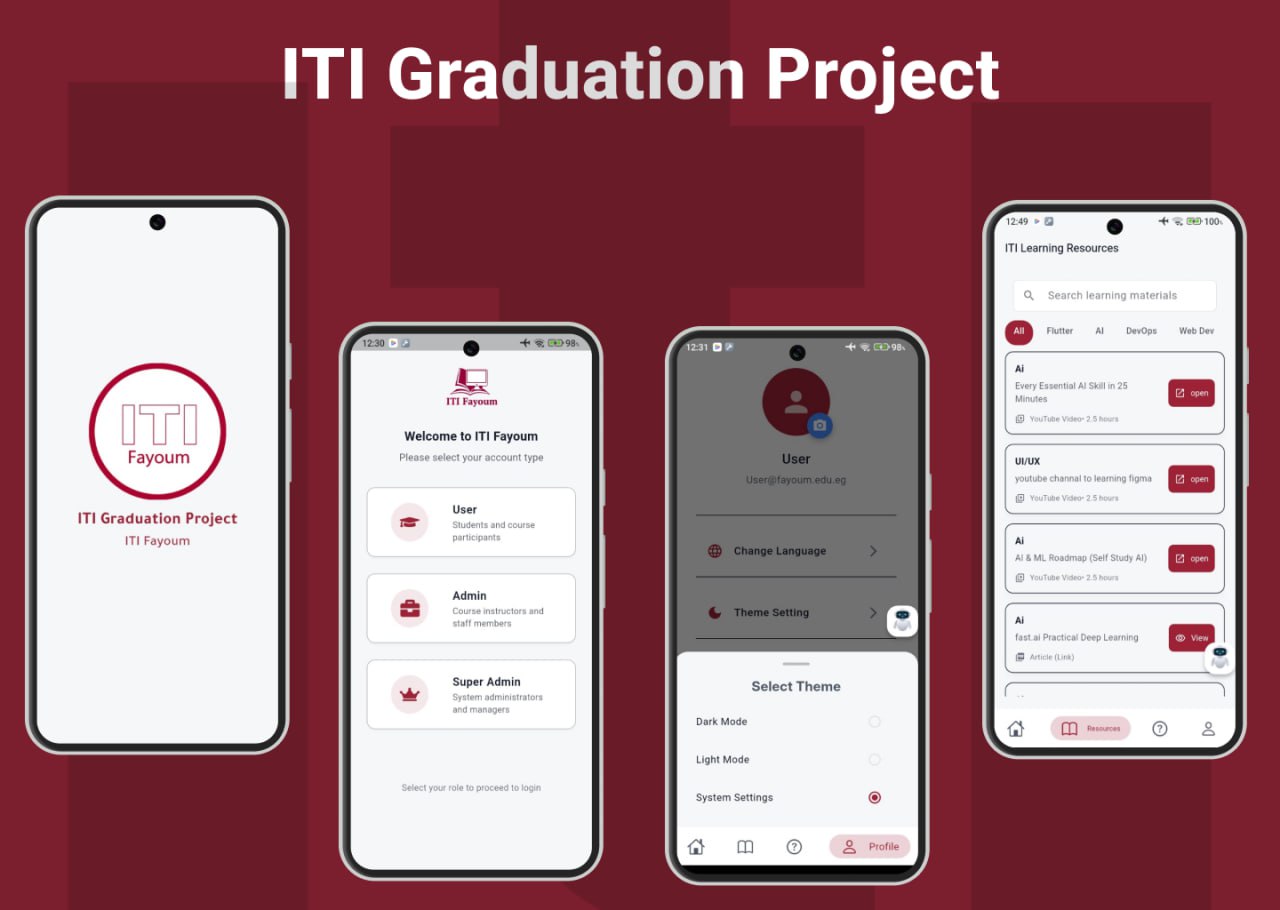 ITI Graduation Project
ITI
Fayoum
ITI Graduation Project
ITI Fayoum
12:30
98%
ITI Fayoum
Welcome to ITI Fayoum
Please select your account type
User
Students and course
participants
Admin
Course instructors and
staff members
Super Admin
System administrators
and managers
Select your role to proceed to login
12:31
98%
User
User@fayoum.edu.eg
Change Language
Theme Setting
Select Theme
Dark Mode
Light Mode
System Settings
Profile
12:49
100%
ITI Learning Resources
Search learning materials
All Flutter AI DevOps Web Dev
Ai
Every Essential AI Skill in 25
Minutes
YouTube Video• 2.5 hours
open
UI/UX
youtube channal to learning figma
YouTube Video• 2.5 hours
open
Ai
AI & ML Roadmap (Self Study AI)
YouTube Video• 2.5 hours
open
Ai
fast.ai Practical Deep Learning
Article (Link)
View
Resources